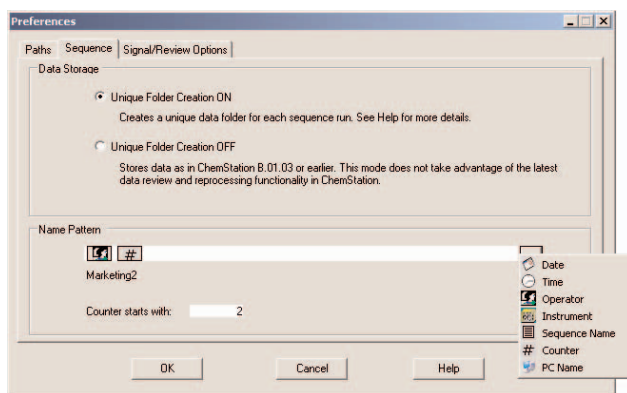 Preferences
Paths Sequence Signal/Review Options
Data Storage
Unique Folder Creation ON
Creates a unique data folder for each sequence run. See Help for more details.
Unique Folder Creation OFF
Stores data as in ChemStation B.01.03 or earlier. This mode does not take advantage of the latest
data review and reprocessing functionality in ChemStation.
Name Pattern
#
Marketing2
Counter starts with: 2
Date
Time
Operator
Instrument
Sequence Name
# Counter
PC Name
OK Cancel Help